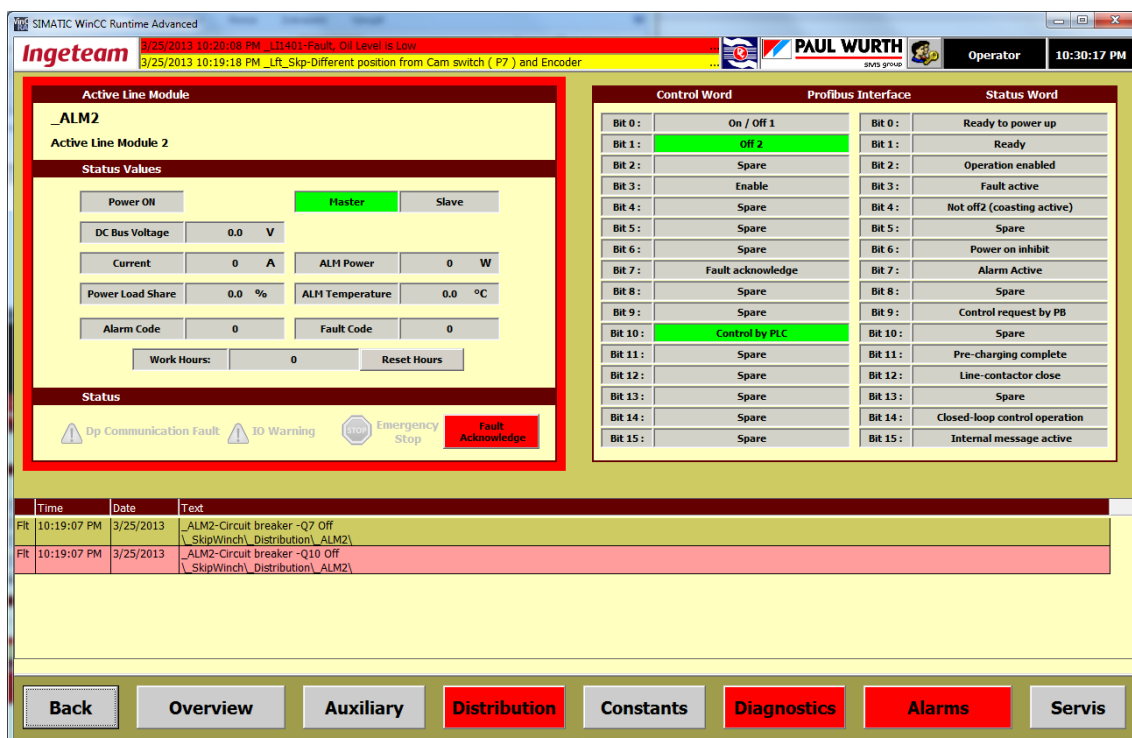 SIMATIC WinCC Runtime Advanced
Ingeteam
3/25/2013 10:20:08 PM _LI1401-Fault, Oil Level is Low ...
3/25/2013 10:19:18 PM _Lft_Skp-Different position from Cam switch ( P7 ) and Encoder ...
PAUL WURTH
SMS group
Operator
10:30:17 PM
Active Line Module
_ALM2
Active Line Module 2
Status Values
Power ON Master Slave
DC Bus Voltage 0.0 V
Current 0 A ALM Power 0 W
Power Load Share 0.0 % ALM Temperature 0.0 °C
Alarm Code 0 Fault Code 0
Work Hours: 0 Reset Hours
Status
Dp Communication Fault IO Warning STOP Emergency Stop Fault Acknowledge
Control Word Profibus Interface Status Word
Bit 0 : On / Off 1 Bit 0 : Ready to power up
Bit 1 : Off 2 Bit 1 : Ready
Bit 2 : Spare Bit 2 : Operation enabled
Bit 3 : Enable Bit 3 : Fault active
Bit 4 : Spare Bit 4 : Not off2 (coasting active)
Bit 5 : Spare Bit 5 : Spare
Bit 6 : Spare Bit 6 : Power on inhibit
Bit 7 : Fault acknowledge Bit 7 : Alarm Active
Bit 8 : Spare Bit 8 : Spare
Bit 9 : Spare Bit 9 : Control request by PB
Bit 10 : Control by PLC Bit 10 : Spare
Bit 11 : Spare Bit 11 : Pre-charging complete
Bit 12 : Spare Bit 12 : Line-contactor close
Bit 13 : Spare Bit 13 : Spare
Bit 14 : Spare Bit 14 : Closed-loop control operation
Bit 15 : Spare Bit 15 : Internal message active
Time Date Text
Flt 10:19:07 PM 3/25/2013 _ALM2-Circuit breaker -Q7 Off
\_SkipWinch\_Distribution\_ALM2\
Flt 10:19:07 PM 3/25/2013 _ALM2-Circuit breaker -Q10 Off
\_SkipWinch\_Distribution\_ALM2\
Back Overview Auxiliary Distribution Constants Diagnostics Alarms Servis